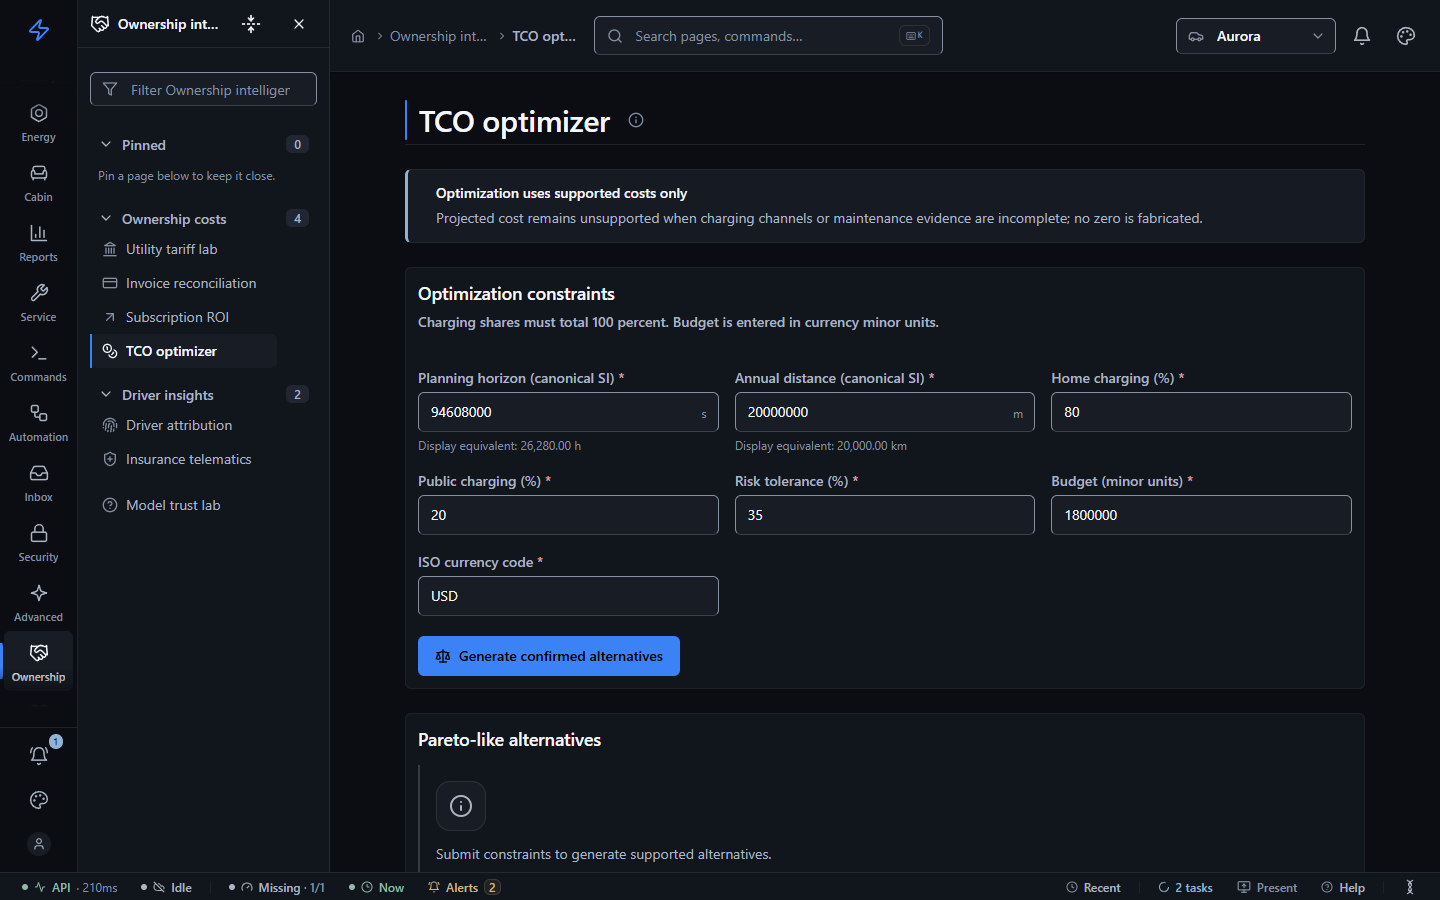 Energy
Cabin
Reports
Service
Commands
Automation
Inbox
Security
Advanced
Ownership
1
Ownership int...
Filter Ownership intelliger
Pinned 0
Pin a page below to keep it close.
Ownership costs 4
Utility tariff lab
Invoice reconciliation
Subscription ROI
TCO optimizer
Driver insights 2
Driver attribution
Insurance telematics
Model trust lab
Ownership int... TCO opt...
Search pages, commands... K
Aurora
TCO optimizer
Optimization uses supported costs only
Projected cost remains unsupported when charging channels or maintenance evidence are incomplete; no zero is fabricated.
Optimization constraints
Charging shares must total 100 percent. Budget is entered in currency minor units.
Planning horizon (canonical SI) * Annual distance (canonical SI) * Home charging (%) *
94608000 s 20000000 m 80
Display equivalent: 26,280.00 h Display equivalent: 20,000.00 km
Public charging (%) * Risk tolerance (%) * Budget (minor units) *
20 35 1800000
ISO currency code *
USD
Generate confirmed alternatives
Pareto-like alternatives
Submit constraints to generate supported alternatives.
API · 210ms Idle Missing · 1/1 Now Alerts 2 Recent 2 tasks Present Help